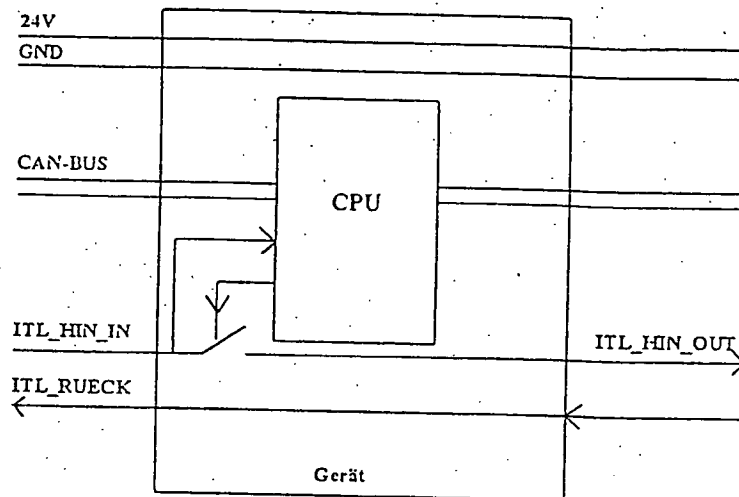 24V
GND
CAN-BUS
CPU
ITL_HIN_IN
ITL_HIN_OUT
ITL_RUECK
Gerät